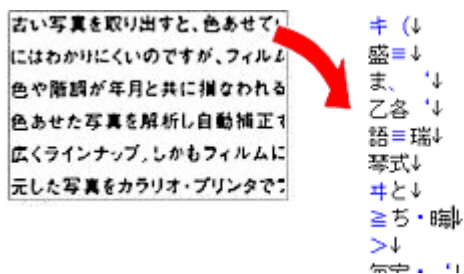 古い写真を取り出すと、色あせてい
にはわかりにくいのですが、フィルム
色や階調が年月と共に損なわれる
色あせた写真を解析し自動補正す
広くラインナップ。しかもフィルムに
元した写真をカラリオ・プリンタで
キ (↓
盛≡↓
ま、 ‘↓
乙各 ‘↓
語≡瑞↓
琴式↓
ヰと↓
≧ち・晦↓
>↓